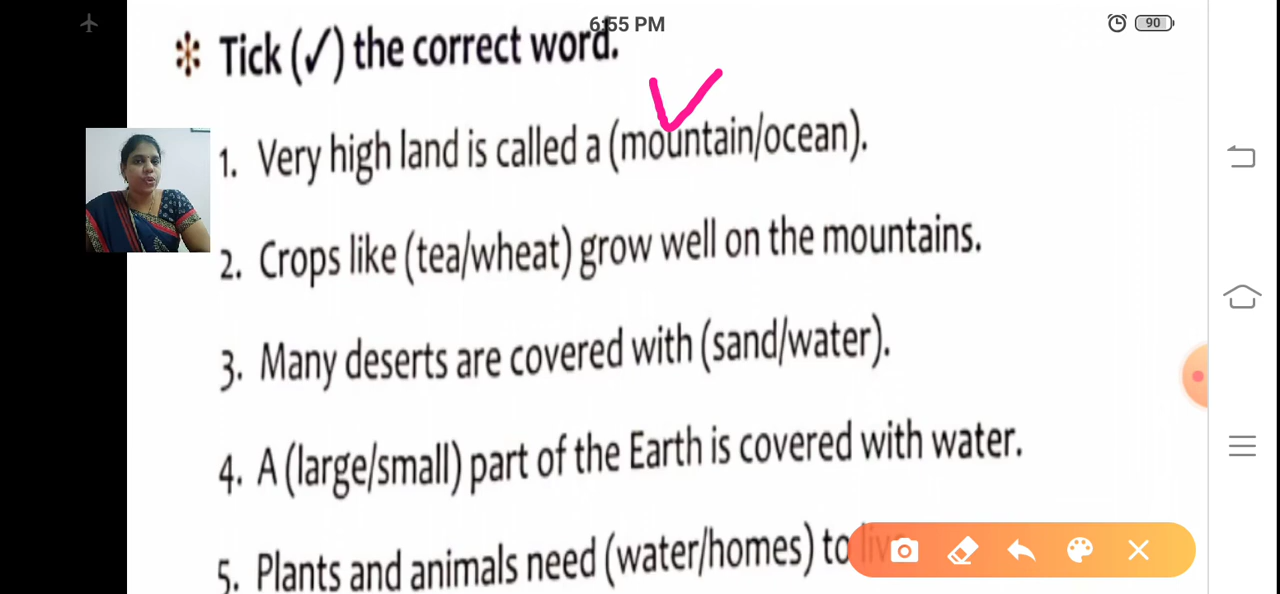 6:55 PM
90
* Tick (✓) the correct word.
1. Very high land is called a (mountain/ocean).
2. Crops like (tea/wheat) grow well on the mountains.
3. Many deserts are covered with (sand/water).
4. A (large/small) part of the Earth is covered with water.
5. Plants and animals need (water/homes) to